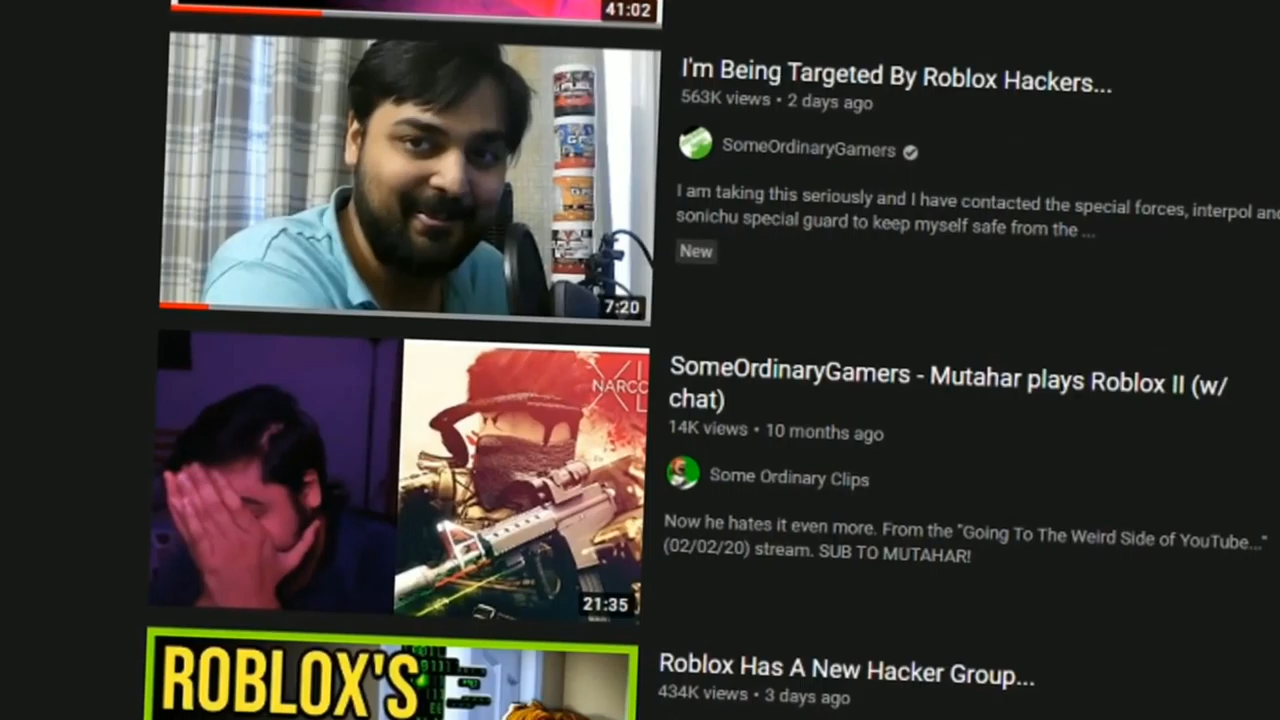 41:02
I'm Being Targeted By Roblox Hackers...
563K views • 2 days ago
SomeOrdinaryGamers
I am taking this seriously and I have contacted the special forces, interpol and
sonichu special guard to keep myself safe from the ...
New
7:20
SomeOrdinaryGamers - Mutahar plays Roblox II (w/
chat)
14K views • 10 months ago
Some Ordinary Clips
Now he hates it even more. From the "Going To The Weird Side of YouTube..."
(02/02/20) stream. SUB TO MUTAHAR!
NARCO
21:35
ROBLOX'S
Roblox Has A New Hacker Group...
434K views • 3 days ago